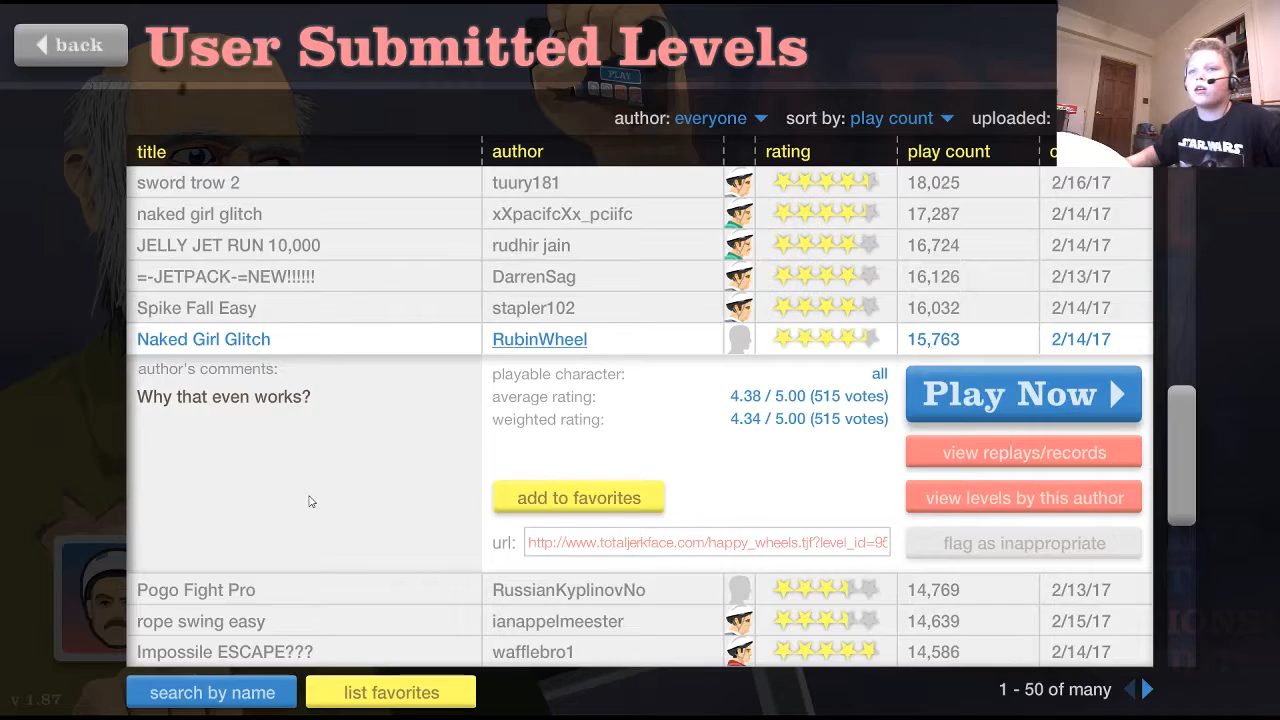 back
User Submitted Levels
PLAY
author: everyone sort by: play count uploaded:
title author rating play count
sword trow 2 tuury181 18,025 2/16/17
naked girl glitch xXpacifcXx_pciifc 17,287 2/14/17
JELLY JET RUN 10,000 rudhir jain 16,724 2/14/17
=-JETPACK-=NEW!!!!!! DarrenSag 16,126 2/13/17
Spike Fall Easy stapler102 16,032 2/14/17
Naked Girl Glitch RubinWheel 15,763 2/14/17
author's comments:
Why that even works?
playable character: all
average rating: 4.38 / 5.00 (515 votes)
weighted rating: 4.34 / 5.00 (515 votes)
add to favorites
url: http://www.totaljerkface.com/happy_wheels.tjf?level_id=95
Play Now
view replays/records
view levels by this author
flag as inappropriate
Pogo Fight Pro RussianKyplinovNo 14,769 2/13/17
rope swing easy ianappelmeester 14,639 2/15/17
Impossile ESCAPE??? wafflebro1 14,586 2/14/17
v 1.87 search by name list favorites 1 - 50 of many
STAR WARS